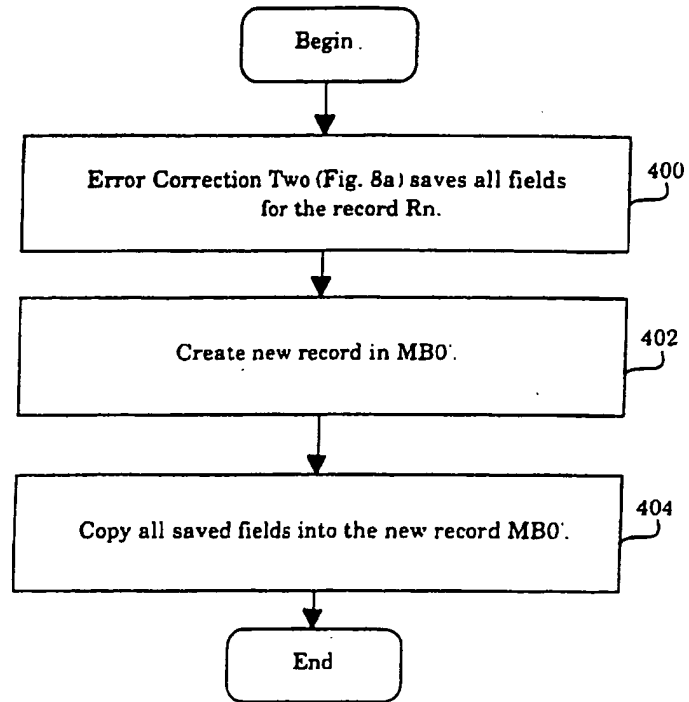 Begin
Error Correction Two (Fig. 8a) saves all fields
for the record Rn.
400
Create new record in MB0'.
402
Copy all saved fields into the new record MB0'.
404
End